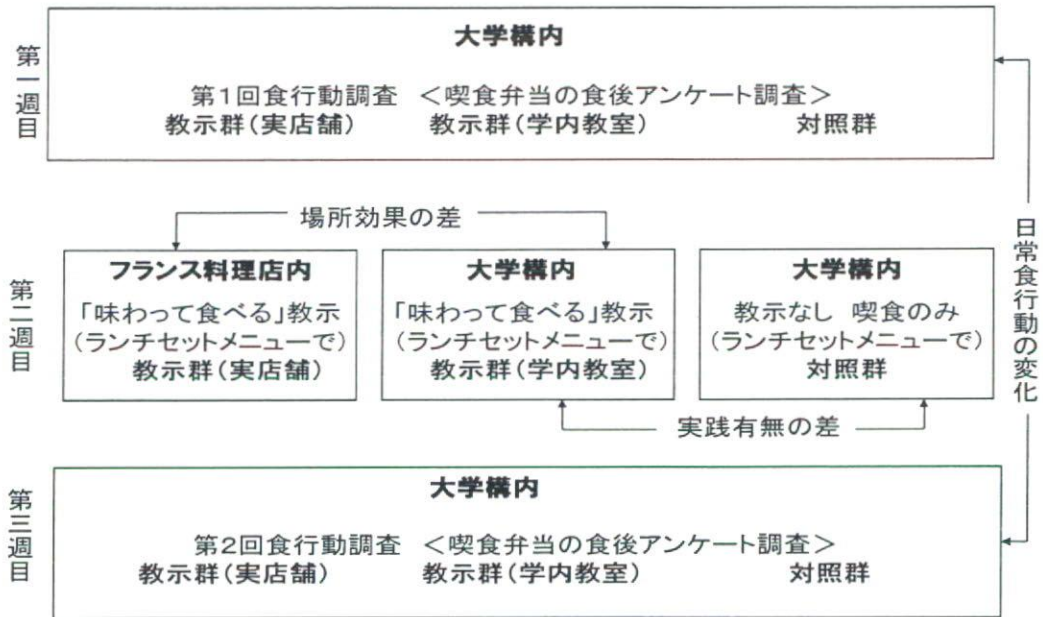 第一週目
大学構内
第1回食行動調査 <喫食弁当の食後アンケート調査>
教示群(実店舗) 教示群(学内教室) 対照群
場所効果の差
第二週目
フランス料理店内
「味わって食べる」教示
(ランチセットメニューで)
教示群(実店舗)
大学構内
「味わって食べる」教示
(ランチセットメニューで)
教示群(学内教室)
大学構内
教示なし 喫食のみ
(ランチセットメニューで)
対照群
実践有無の差
日常食行動の変化
第三週目
大学構内
第2回食行動調査 <喫食弁当の食後アンケート調査>
教示群(実店舗) 教示群(学内教室) 対照群